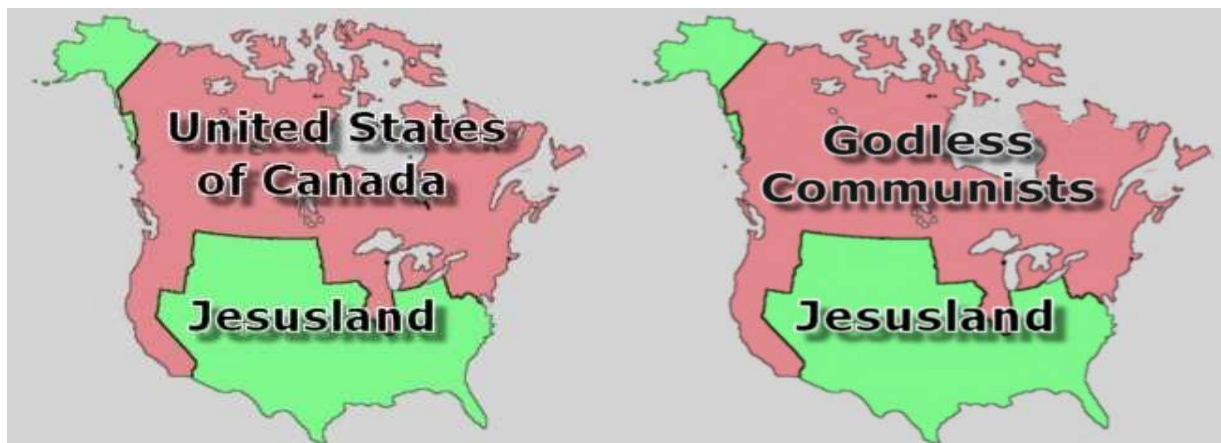 United States
of Canada
Jesusland
Godless
Communists
Jesusland